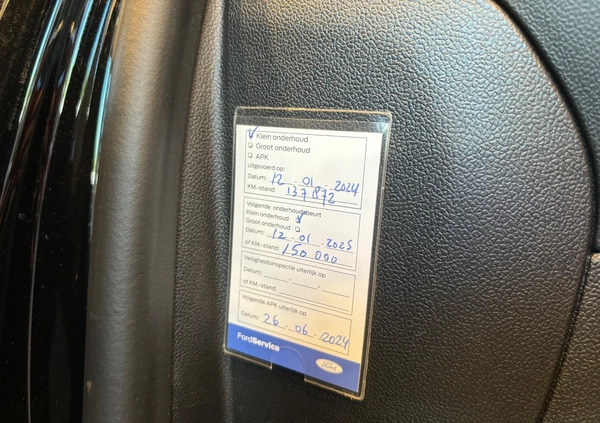 Klein onderhoud
Groot onderhoud
APK
uitgevoerd op:
Datum: 12 . 01 . 2024
KM.-stand: 137872
Volgende onderhoudsbeurt
Klein onderhoud
Groot onderhoud
Datum: 12 . 01 . 2025
of KM.-stand: 150 000
Veiligheidsinspectie uiterlijk op
Datum:
of KM.-stand:
Volgende APK uiterlijk op
Datum: 26 . 06 . 2024
FordService
Ford